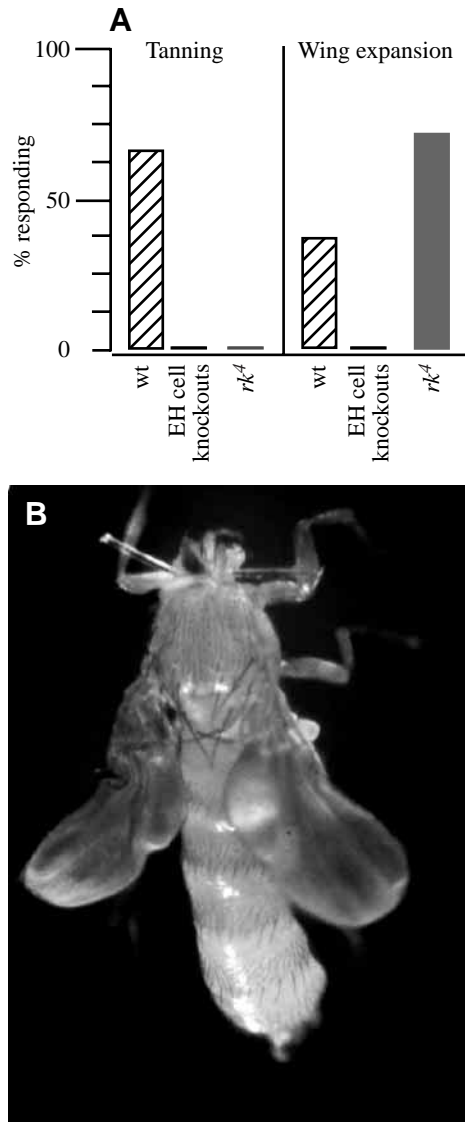 A
Tanning
Wing expansion
100
50
0
% responding
wt
EH cell
knockouts
rk4
wt
EH cell
knockouts
rk4
B